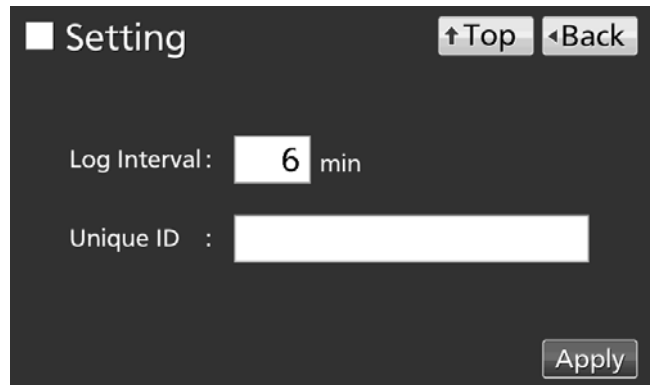 Setting
Top
Back
Log Interval: 6 min
Unique ID :
Apply